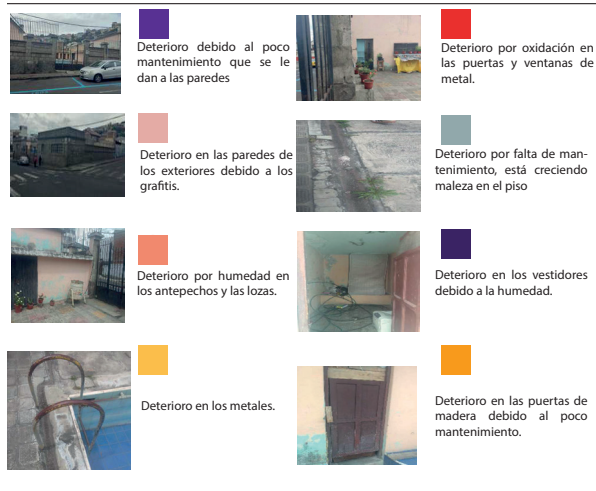 Deterioro debido al poco
mantenimiento que se le
dan a las paredes
Deterioro por oxidación en
las puertas y ventanas de
metal.
Deterioro en las paredes de
los exteriores debido a los
grafitis.
Deterioro por falta de man-
tenimiento, está creciendo
maleza en el piso
Deterioro por humedad en
los antepechos y las lozas.
Deterioro en los vestidores
debido a la humedad.
Deterioro en los metales.
Deterioro en las puertas de
madera debido al poco
mantenimiento.